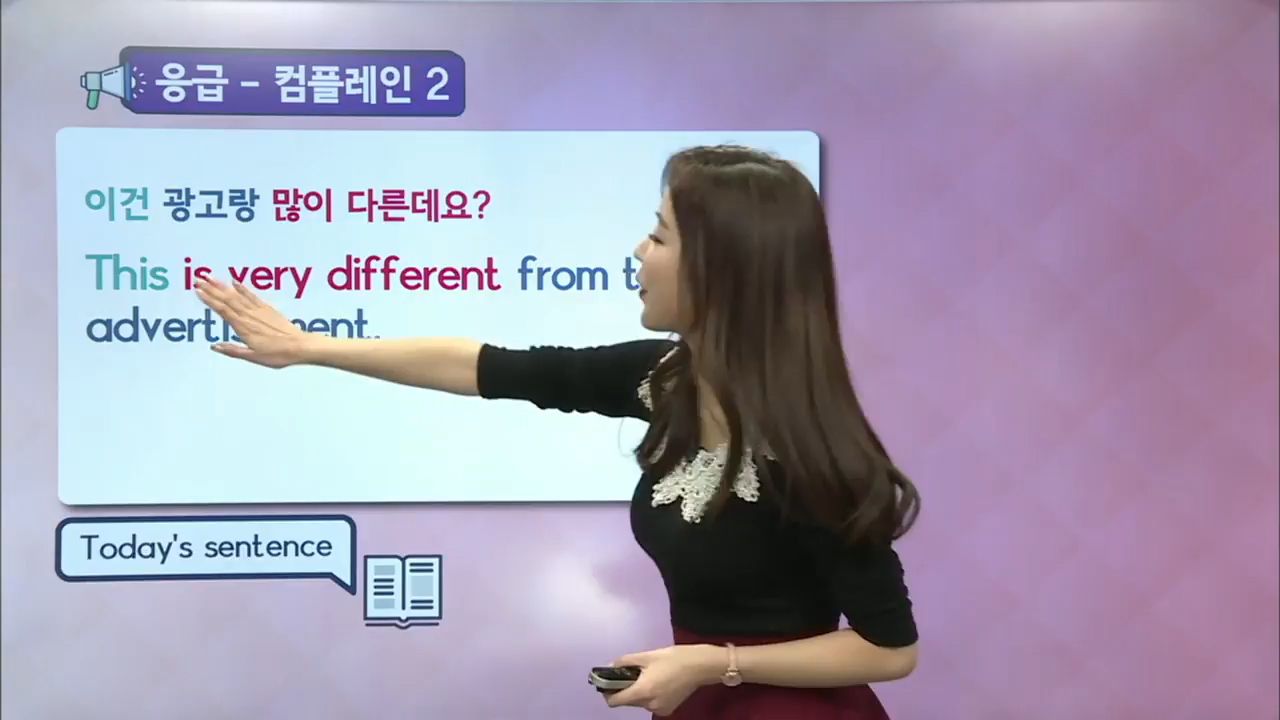 응급 - 컴플레인 2
이건 광고랑 많이 다른데요?
This is very different from
advertisement.
Today's sentence